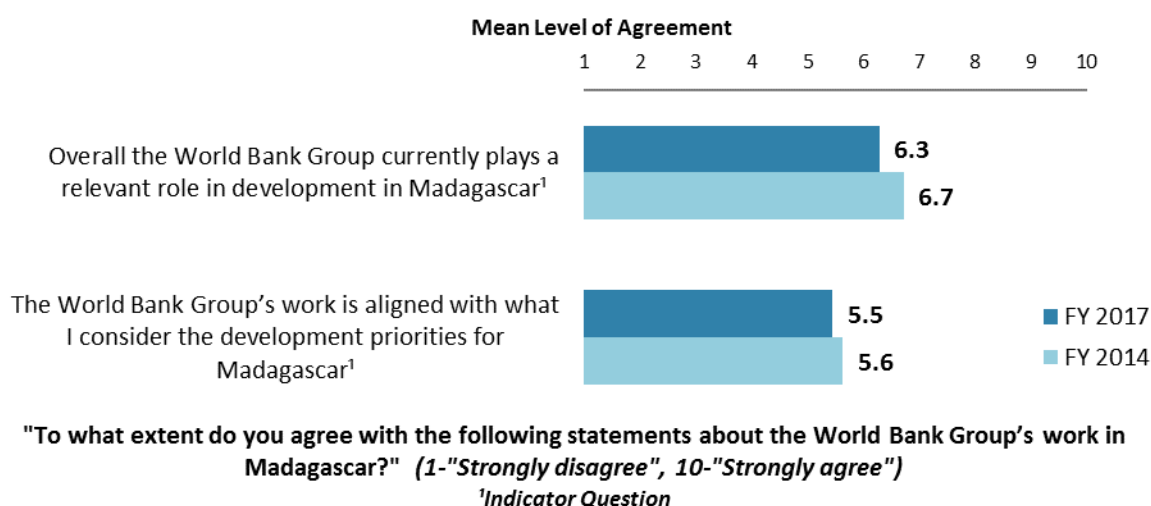 Mean Level of Agreement
1 2 3 4 5 6 7 8 9 10
Overall the World Bank Group currently plays a
relevant role in development in Madagascar¹
6.3
6.7
The World Bank Group’s work is aligned with what
I consider the development priorities for
Madagascar¹
5.5
5.6
FY 2017
FY 2014
"To what extent do you agree with the following statements about the World Bank Group’s work in
Madagascar?" (1-"Strongly disagree", 10-"Strongly agree")
¹Indicator Question